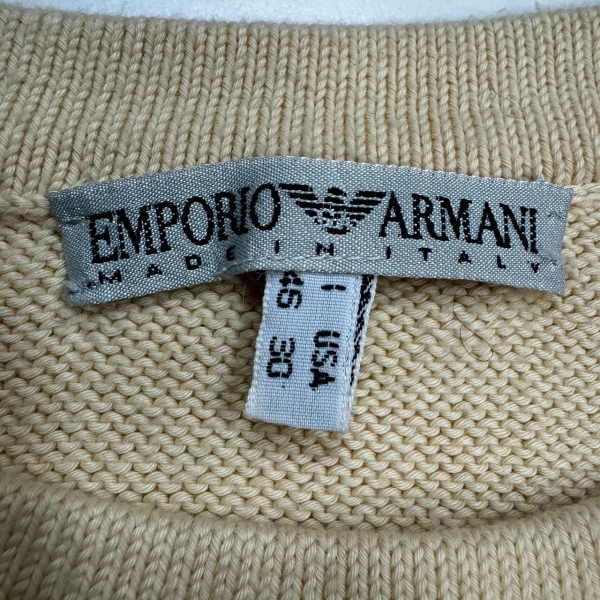 EMPORIO ARMANI
MADE IN ITALY
I USA
46 30